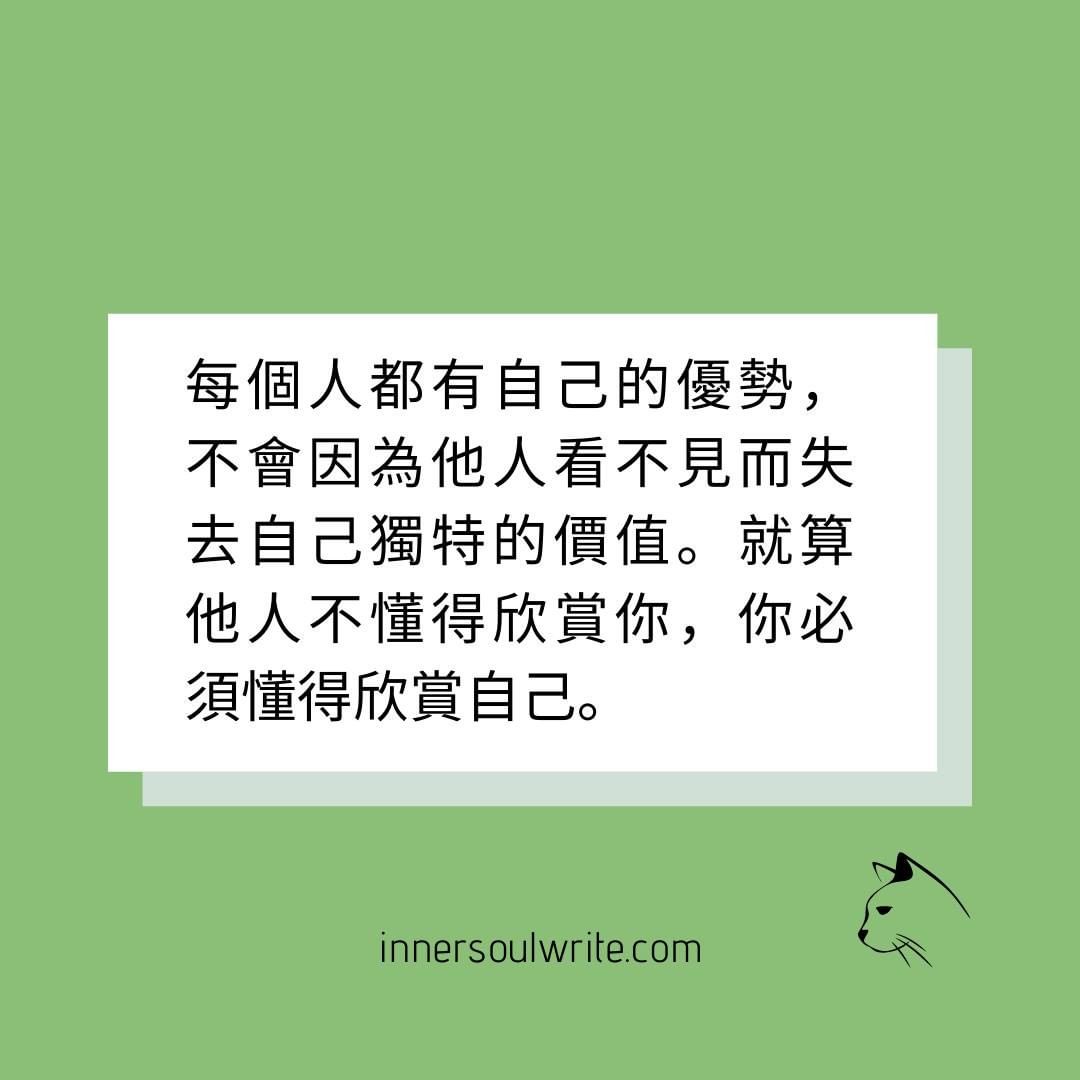 每個人都有自己的優勢，
不會因為他人看不見而失
去自己獨特的價值。就算
他人不懂得欣賞你，你必
須懂得欣賞自己。
innersoulwrite.com